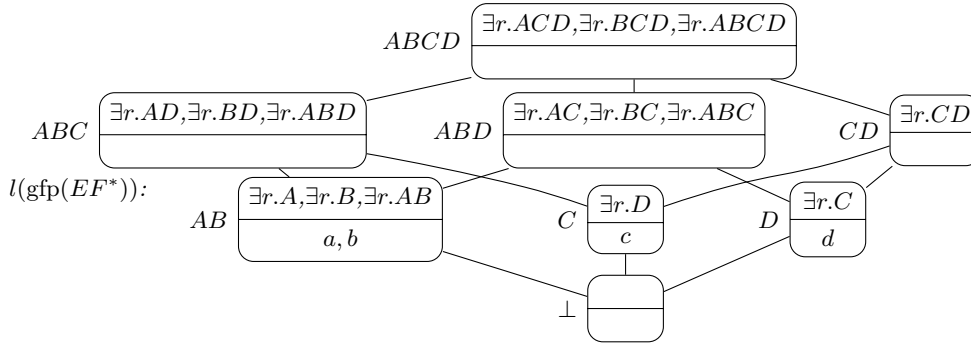 ABCD ∃r.ACD,∃r.BCD,∃r.ABCD
ABC ∃r.AD,∃r.BD,∃r.ABD
ABD ∃r.AC,∃r.BC,∃r.ABC
CD ∃r.CD
l(gfp(EF*)):
AB ∃r.A,∃r.B,∃r.AB
a, b
C ∃r.D
c
D ∃r.C
d
⊥